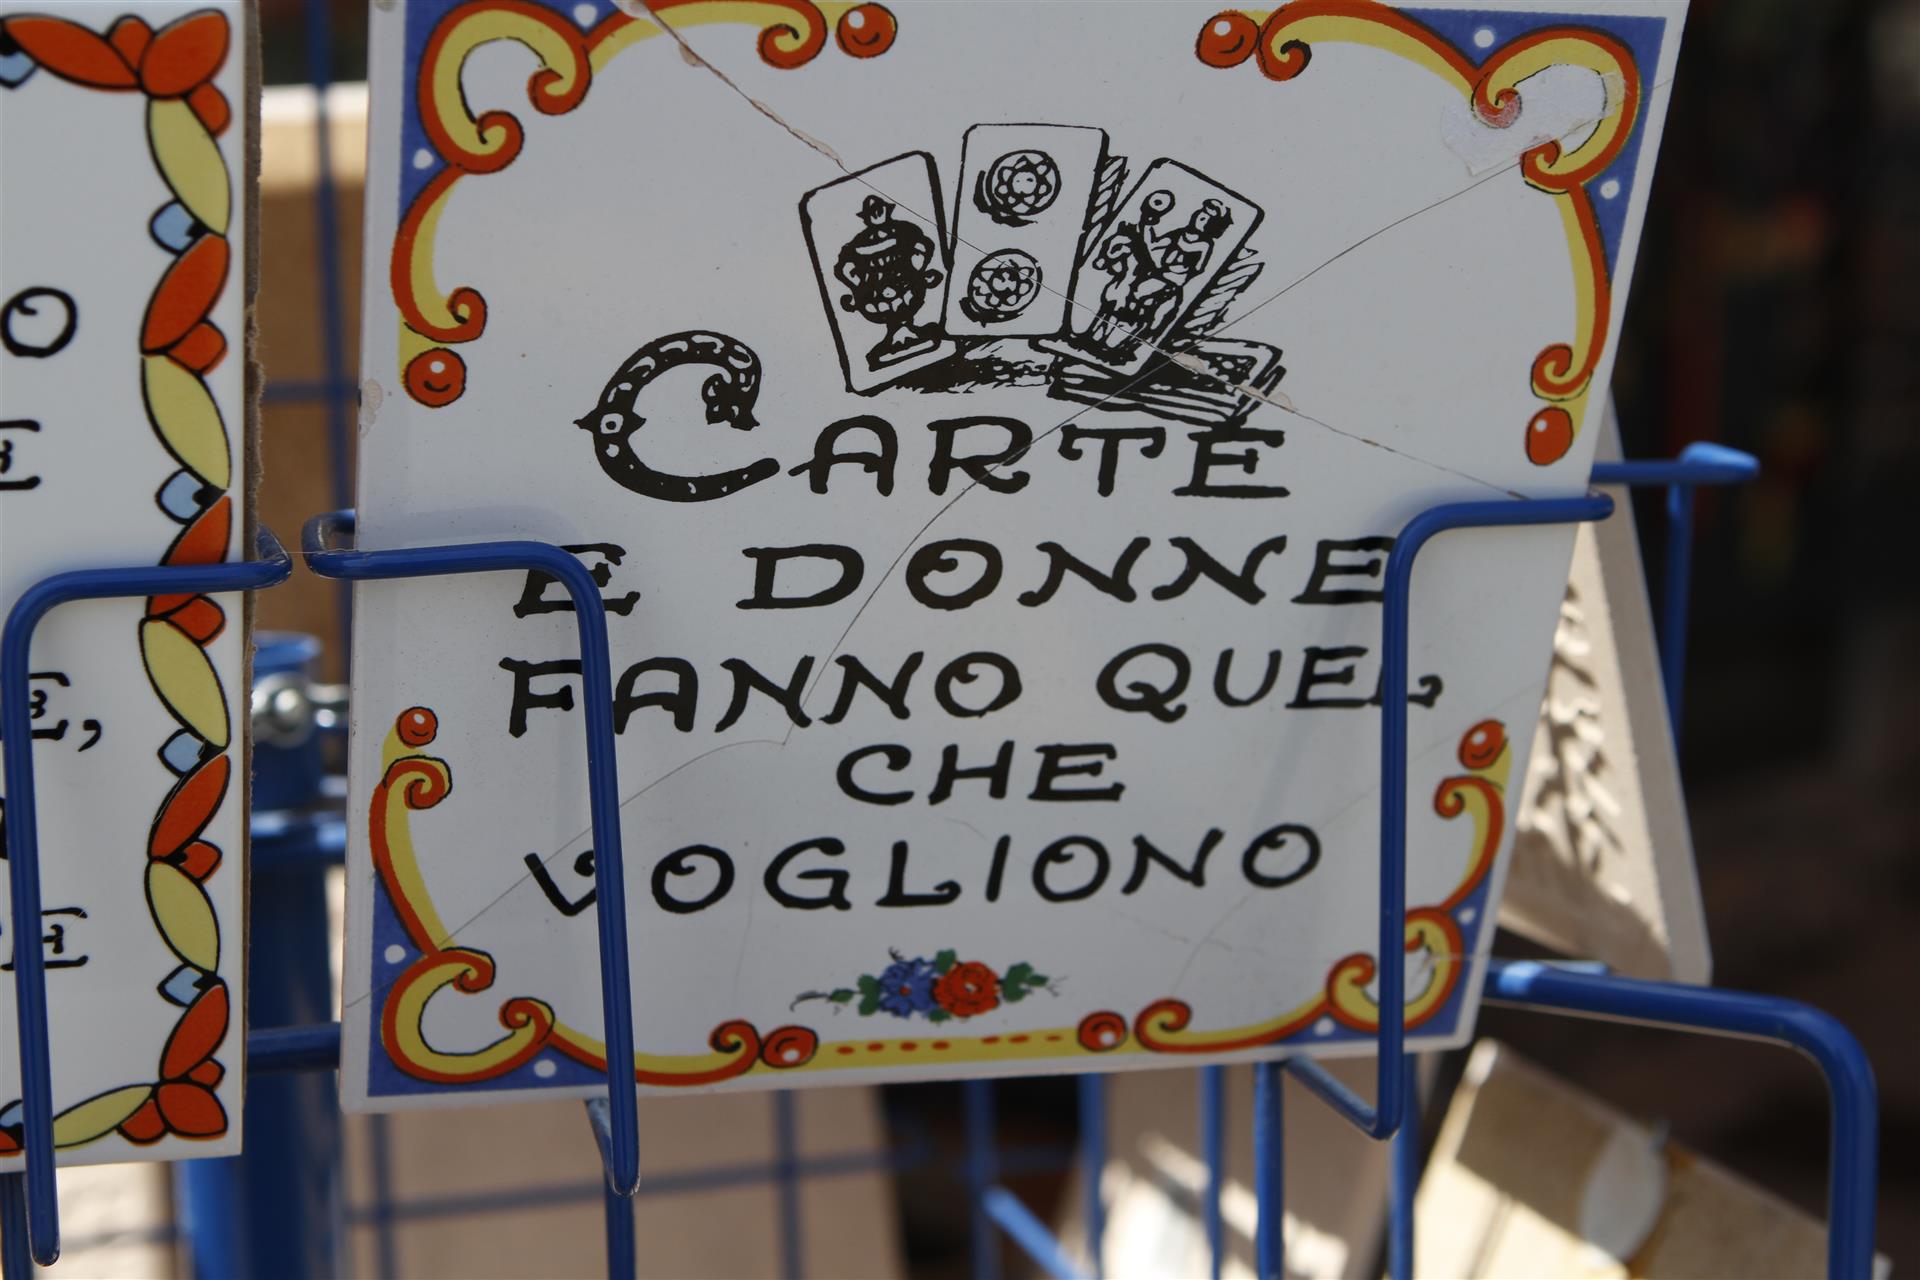 CARTE
E DONNE
FANNO QUEL
CHE
VOGLIONO
O
E
E,
E